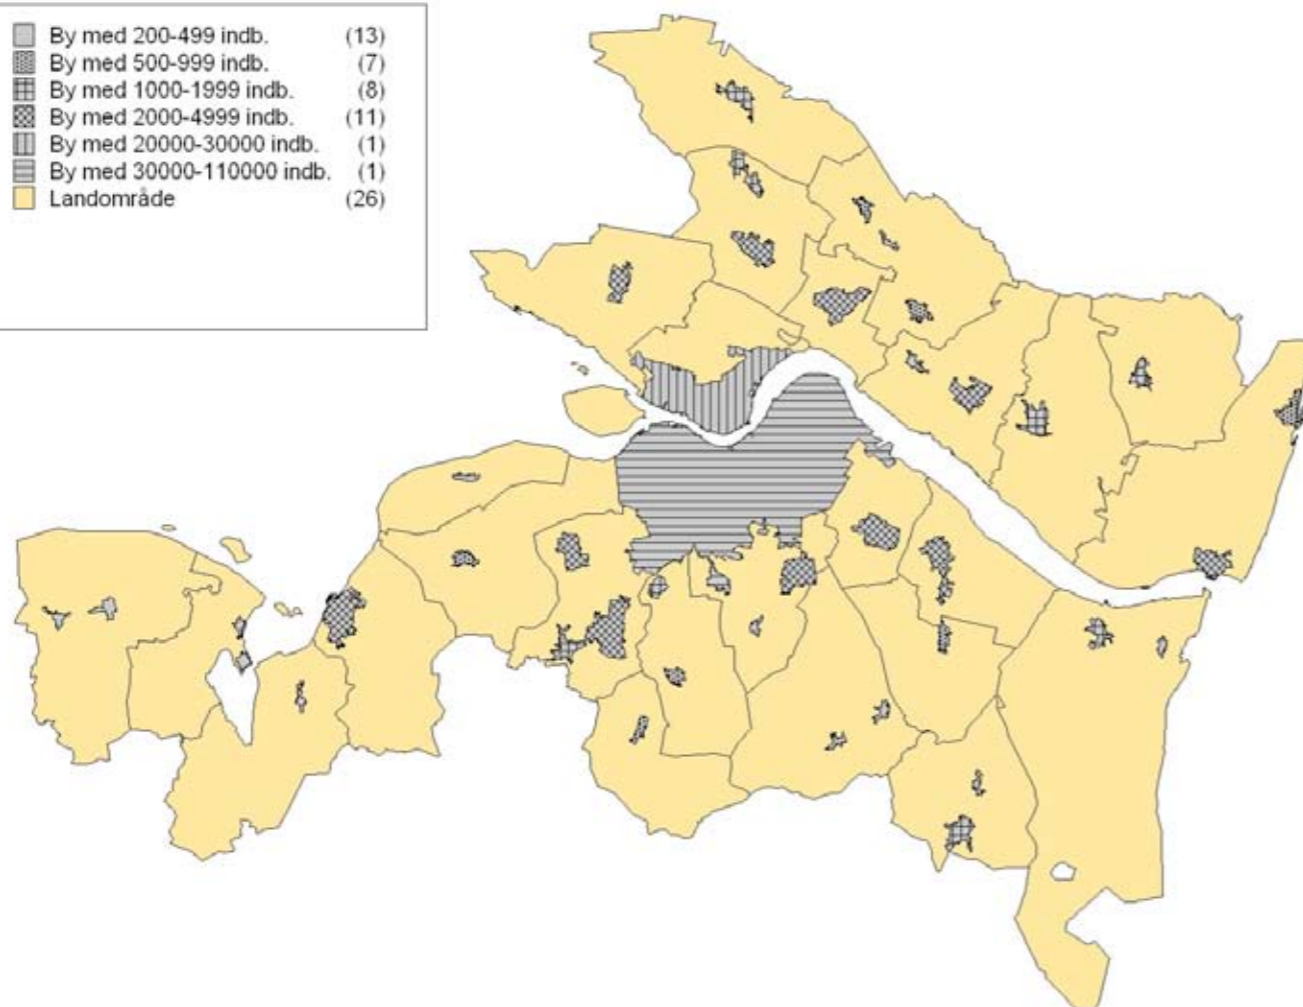 By med 200-499 indb. (13)
By med 500-999 indb. (7)
By med 1000-1999 indb. (8)
By med 2000-4999 indb. (11)
By med 20000-30000 indb. (1)
By med 30000-110000 indb. (1)
Landområde (26)